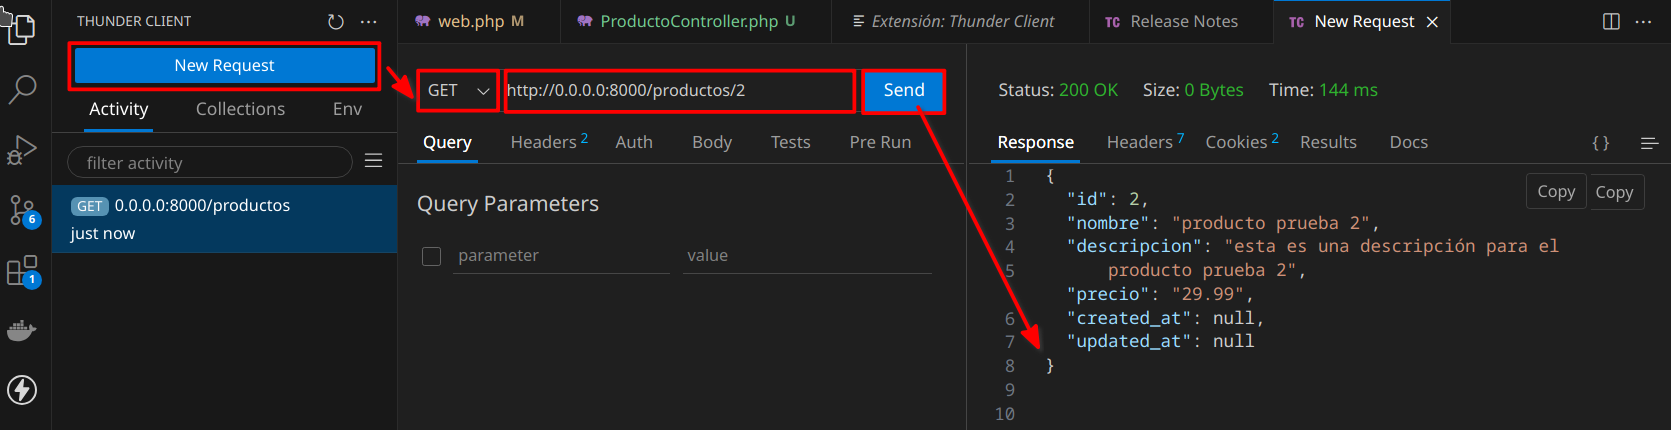 THUNDER CLIENT
New Request
Activity Collections Env
filter activity
GET 0.0.0.0:8000/productos
just now
6
1
web.php M
ProductoController.php U
Extensión: Thunder Client
TC Release Notes
TC New Request
GET http://0.0.0.0:8000/productos/2 Send
Query Headers 2 Auth Body Tests Pre Run
Query Parameters
parameter value
Status: 200 OK Size: 0 Bytes Time: 144 ms
Response Headers 7 Cookies 2 Results Docs {}
Copy Copy
1 {
2 "id": 2,
3 "nombre": "producto prueba 2",
4 "descripcion": "esta es una descripción para el
5 producto prueba 2",
"precio": "29.99",
6 "created_at": null,
7 "updated_at": null
8 }
9
10